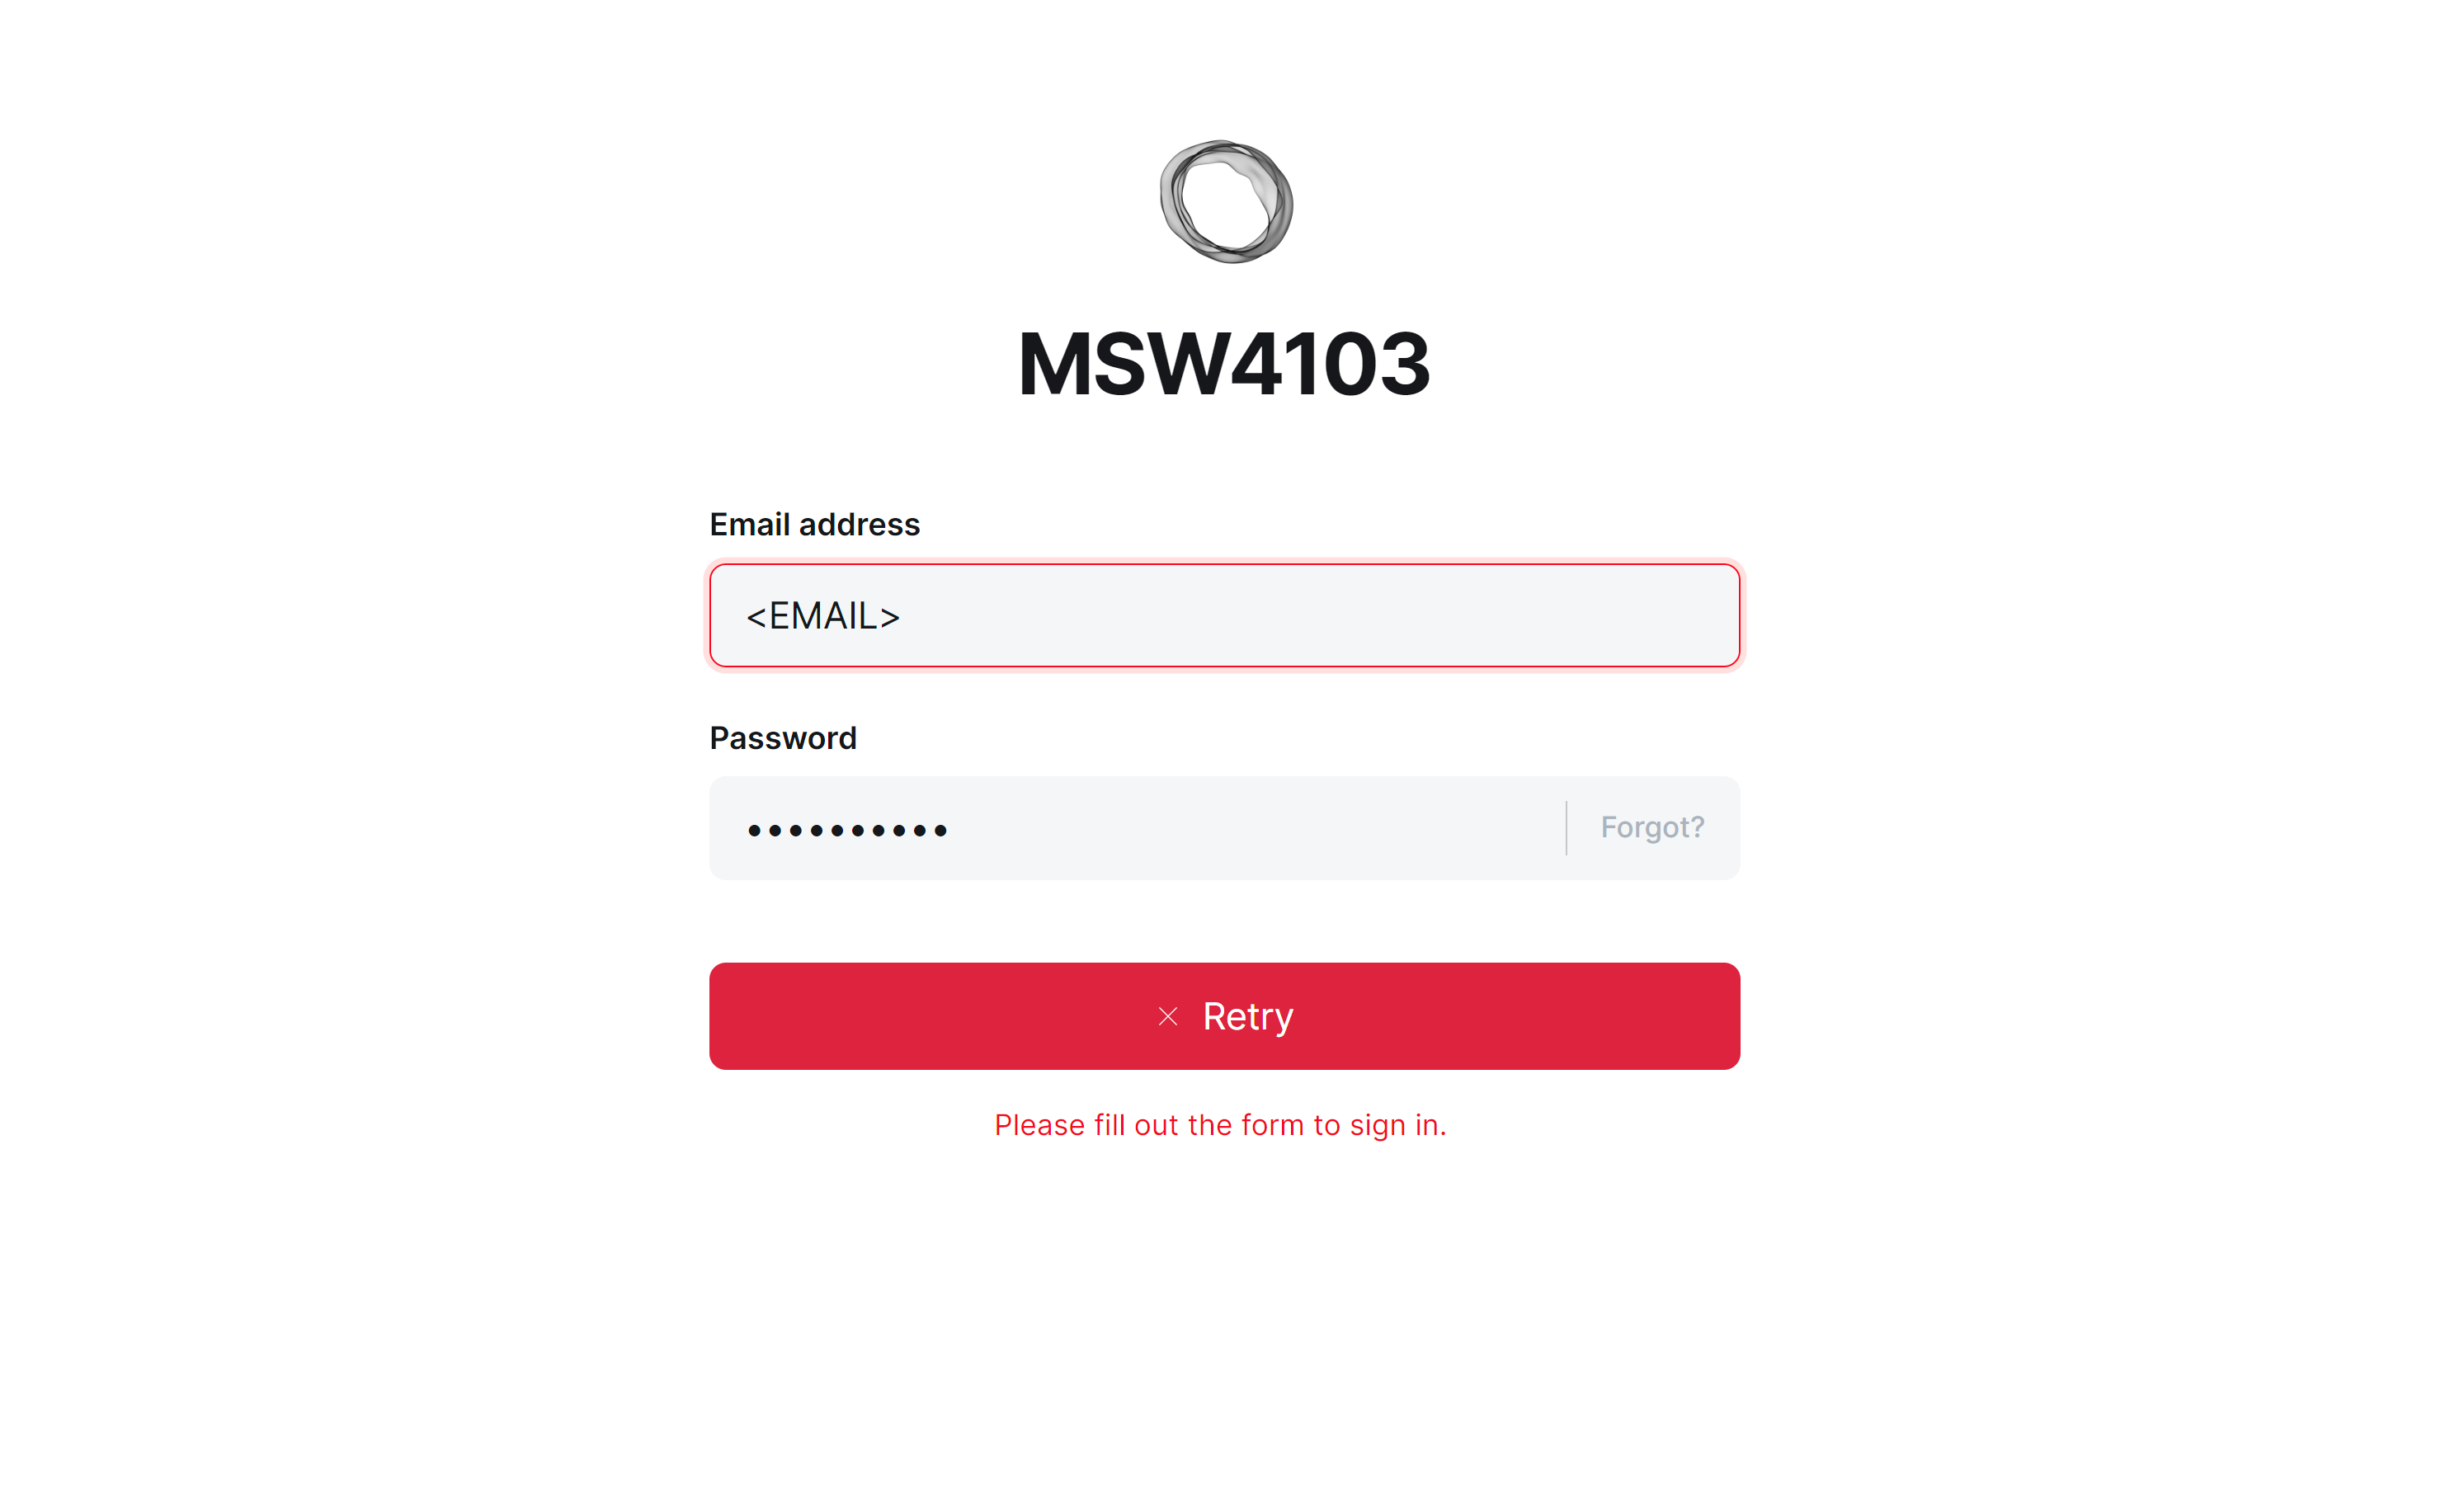 MSW4103
Email address
<EMAIL>
Password
••••••••••
Forgot?
Retry
Please fill out the form to sign in.